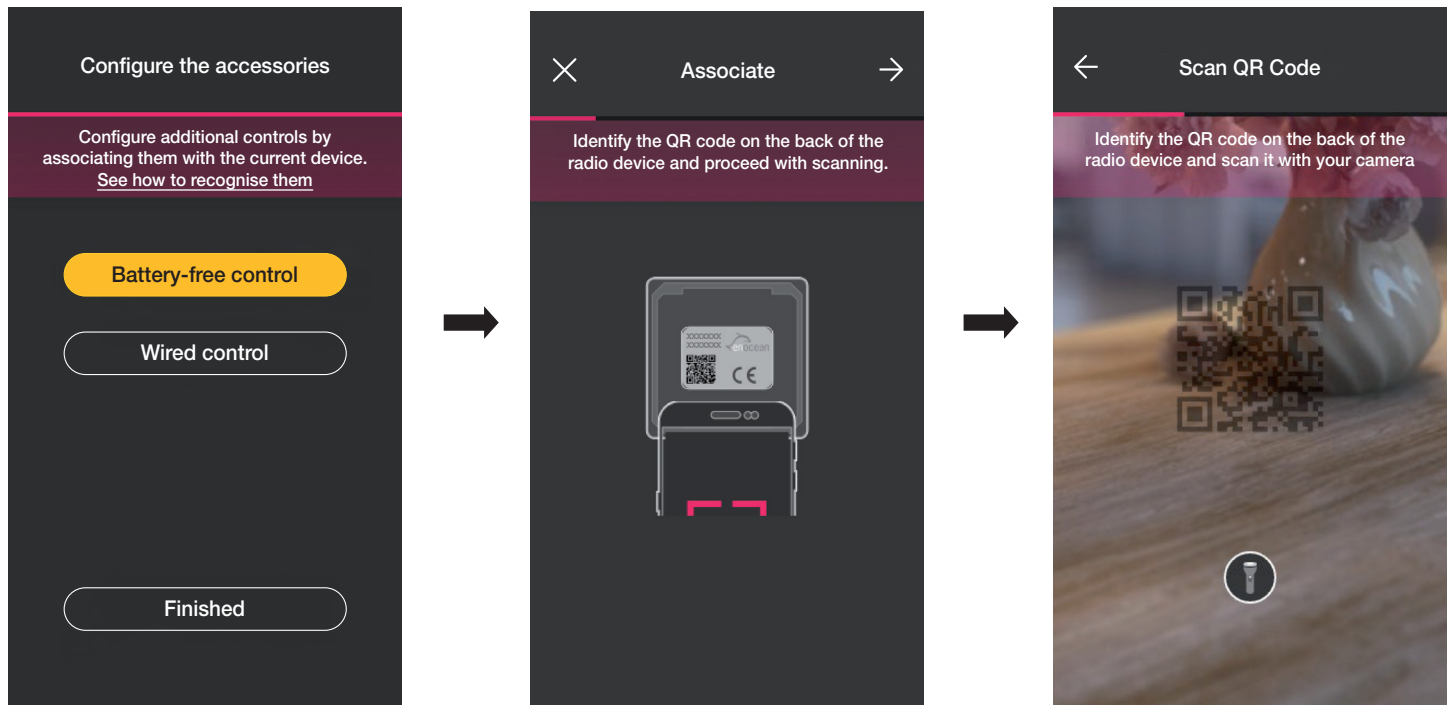 Configure the accessories
Configure additional controls by
associating them with the current device.
See how to recognise them
Battery-free control
Wired control
Finished
Associate
Identify the QR code on the back of the
radio device and proceed with scanning.
XXXXXXX
XXXXXXX
enocean
CE
Scan QR Code
Identify the QR code on the back of the
radio device and scan it with your camera